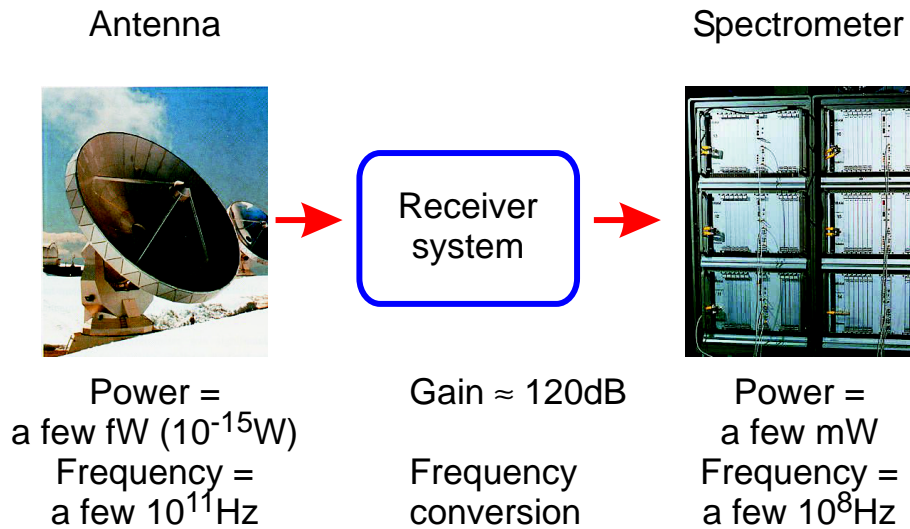 Antenna
Spectrometer
Receiver
system
Power =
a few fW (10⁻¹⁵W)
Frequency =
a few 10¹¹Hz
Gain ≈ 120dB
Frequency
conversion
Power =
a few mW
Frequency =
a few 10⁸Hz